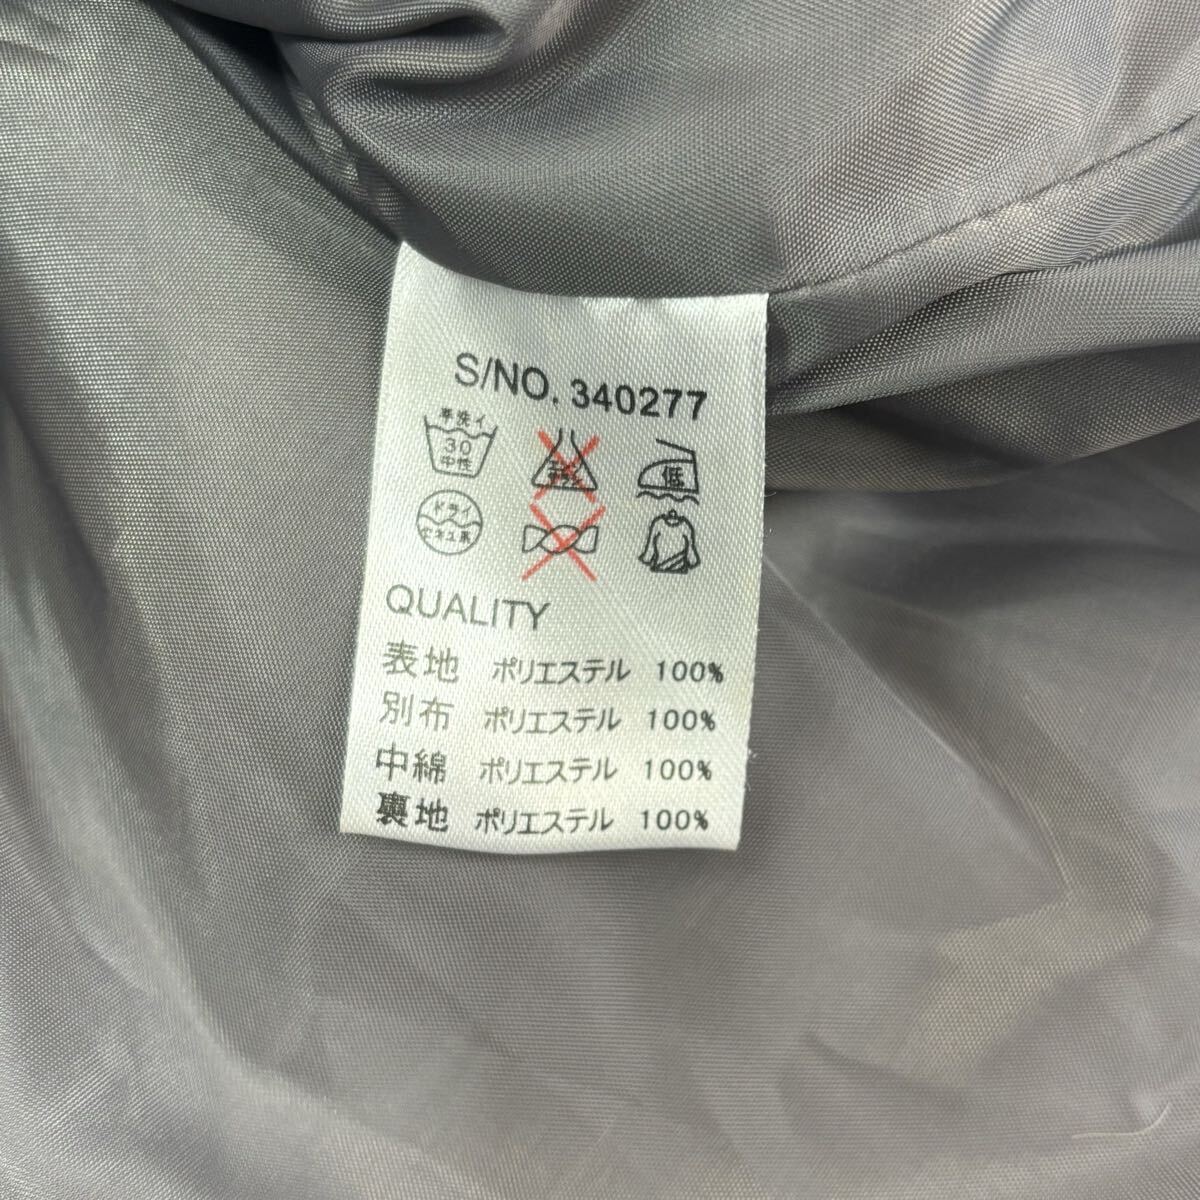 S/NO. 340277
手洗イ
30
中性
低
ドライ
セキユ系
QUALITY
表地 ポリエステル 100%
別布 ポリエステル 100%
中綿 ポリエステル 100%
裏地 ポリエステル 100%